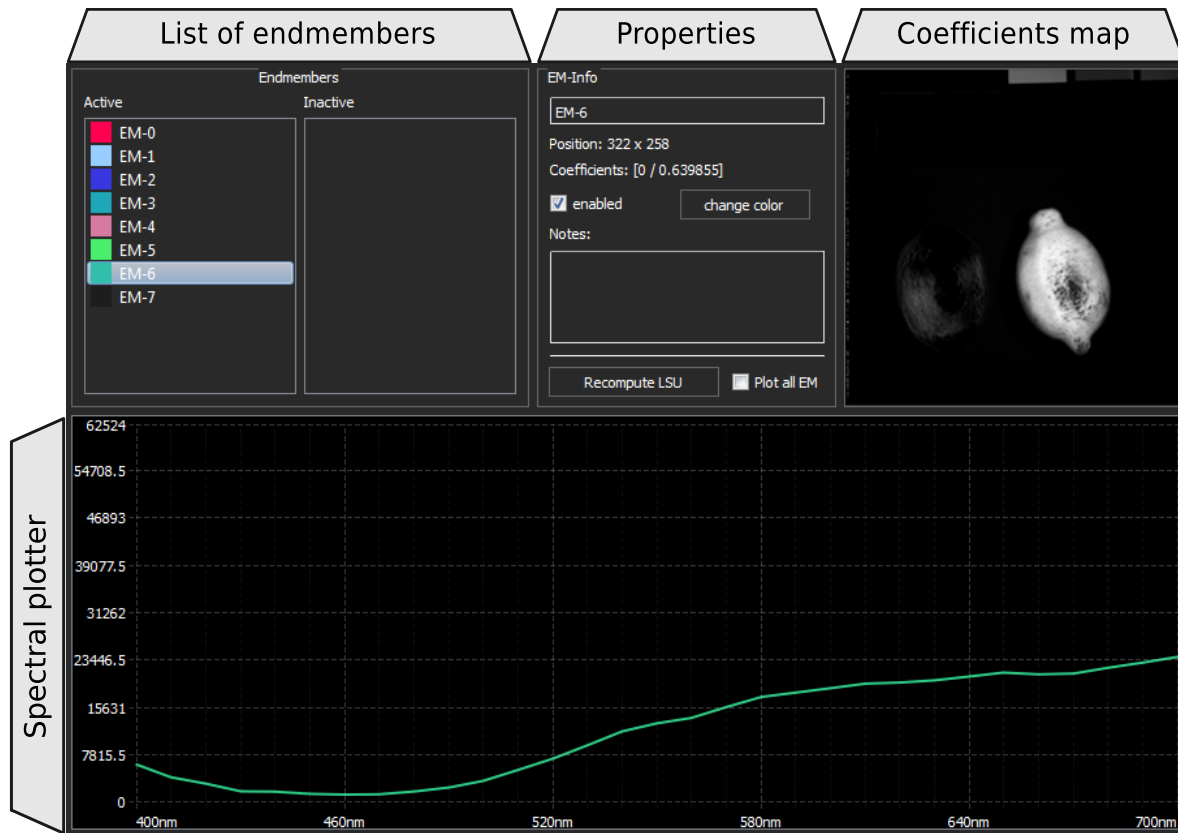 List of endmembers
Properties
Coefficients map
Endmembers
Active
Inactive
EM-0
EM-1
EM-2
EM-3
EM-4
EM-5
EM-6
EM-7
EM-Info
EM-6
Position: 322 x 258
Coefficients: [0 / 0.639855]
enabled
change color
Notes:
Recompute LSU
Plot all EM
Spectral plotter
62524
54708.5
46893
39077.5
31262
23446.5
15631
7815.5
0
400nm
460nm
520nm
580nm
640nm
700nm